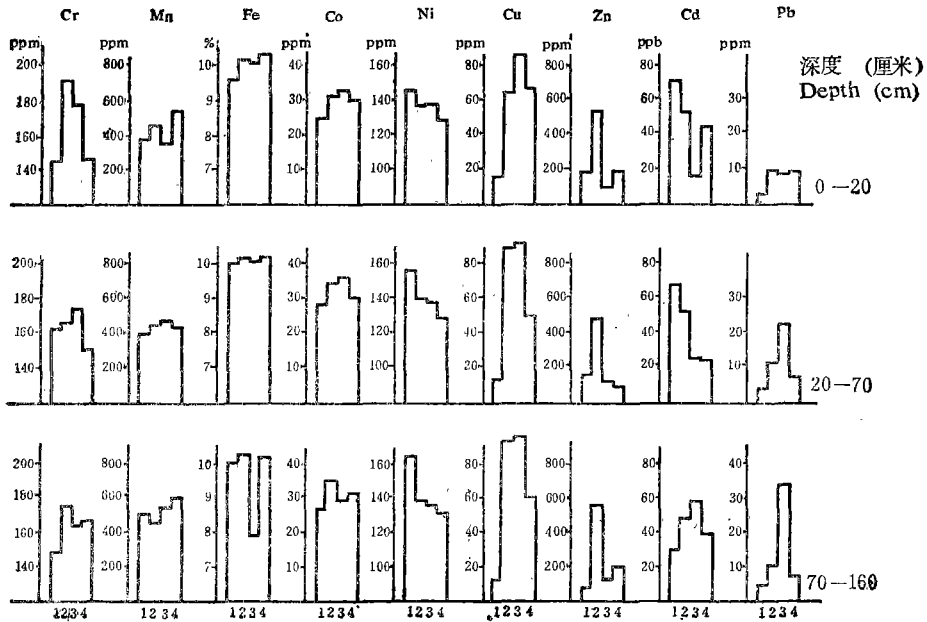 Cr Mn Fe Co Ni Cu Zn Cd Pb
ppm ppm % ppm ppm ppm ppm ppb ppm
深度 (厘米)
Depth (cm)
200 800 10 40 160 80 800 80 30
180 600 9 30 140 60 600 60 20
160 400 8 20 120 40 400 40 10
140 200 7 10 100 20 200 20
0—20
200 800 10 40 160 80 800 80 30
180 600 9 30 140 60 600 60 20
160 400 8 20 120 40 400 40 10
140 200 7 10 100 20 200 20
20—70
200 800 10 40 160 80 800 80 40
180 600 9 30 140 60 600 60 30
160 400 8 20 120 40 400 40 20
140 200 7 10 100 20 200 20 10
70—160
1234 1234 1234 1234 1234 1234 1234 1234 1234